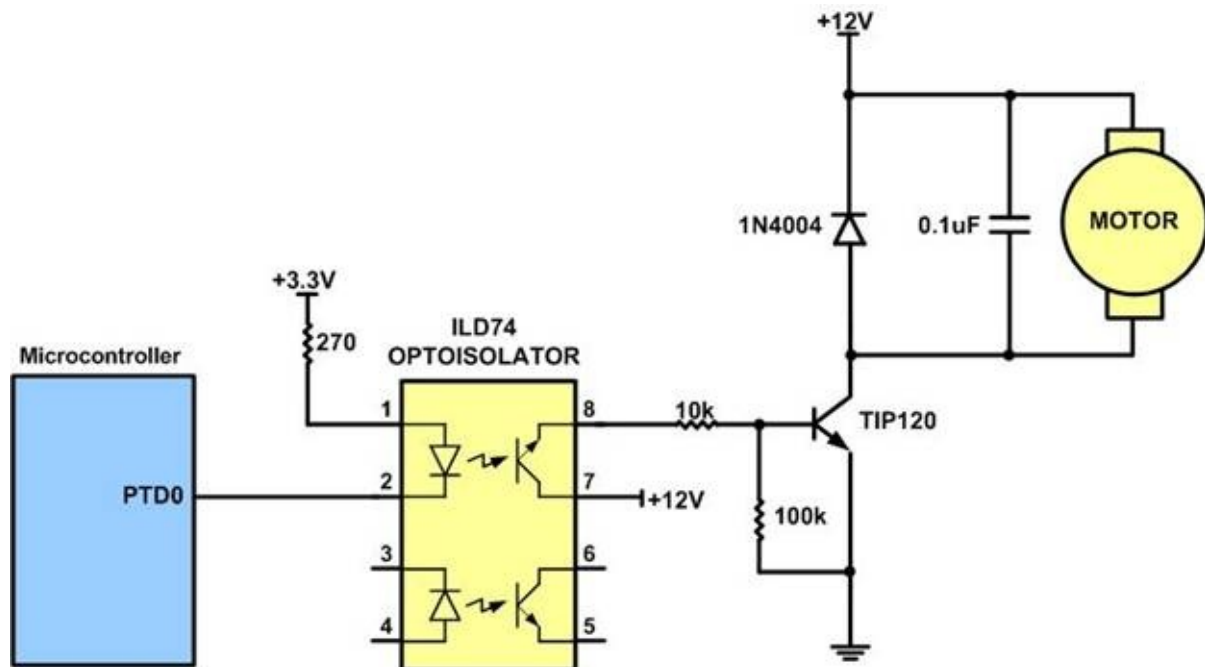 +12V
1N4004
0.1uF
MOTOR
+3.3V
270
ILD74
OPTOISOLATOR
Microcontroller
PTD0
1
2
3
4
8
7
6
5
10k
+12V
100k
TIP120